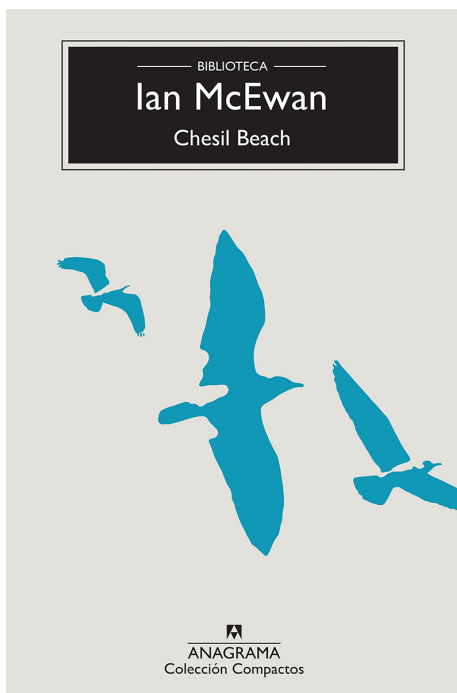 BIBLIOTECA
Ian McEwan
Chesil Beach
ANAGRAMA
Colección Compactos